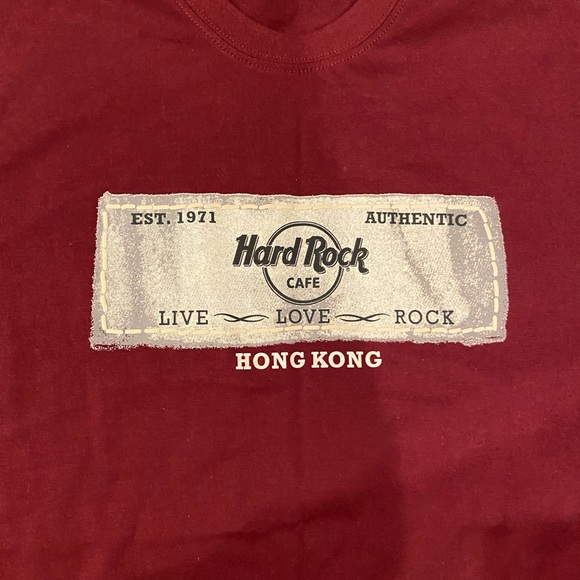 EST. 1971 AUTHENTIC
Hard Rock
CAFE
LIVE LOVE ROCK
HONG KONG